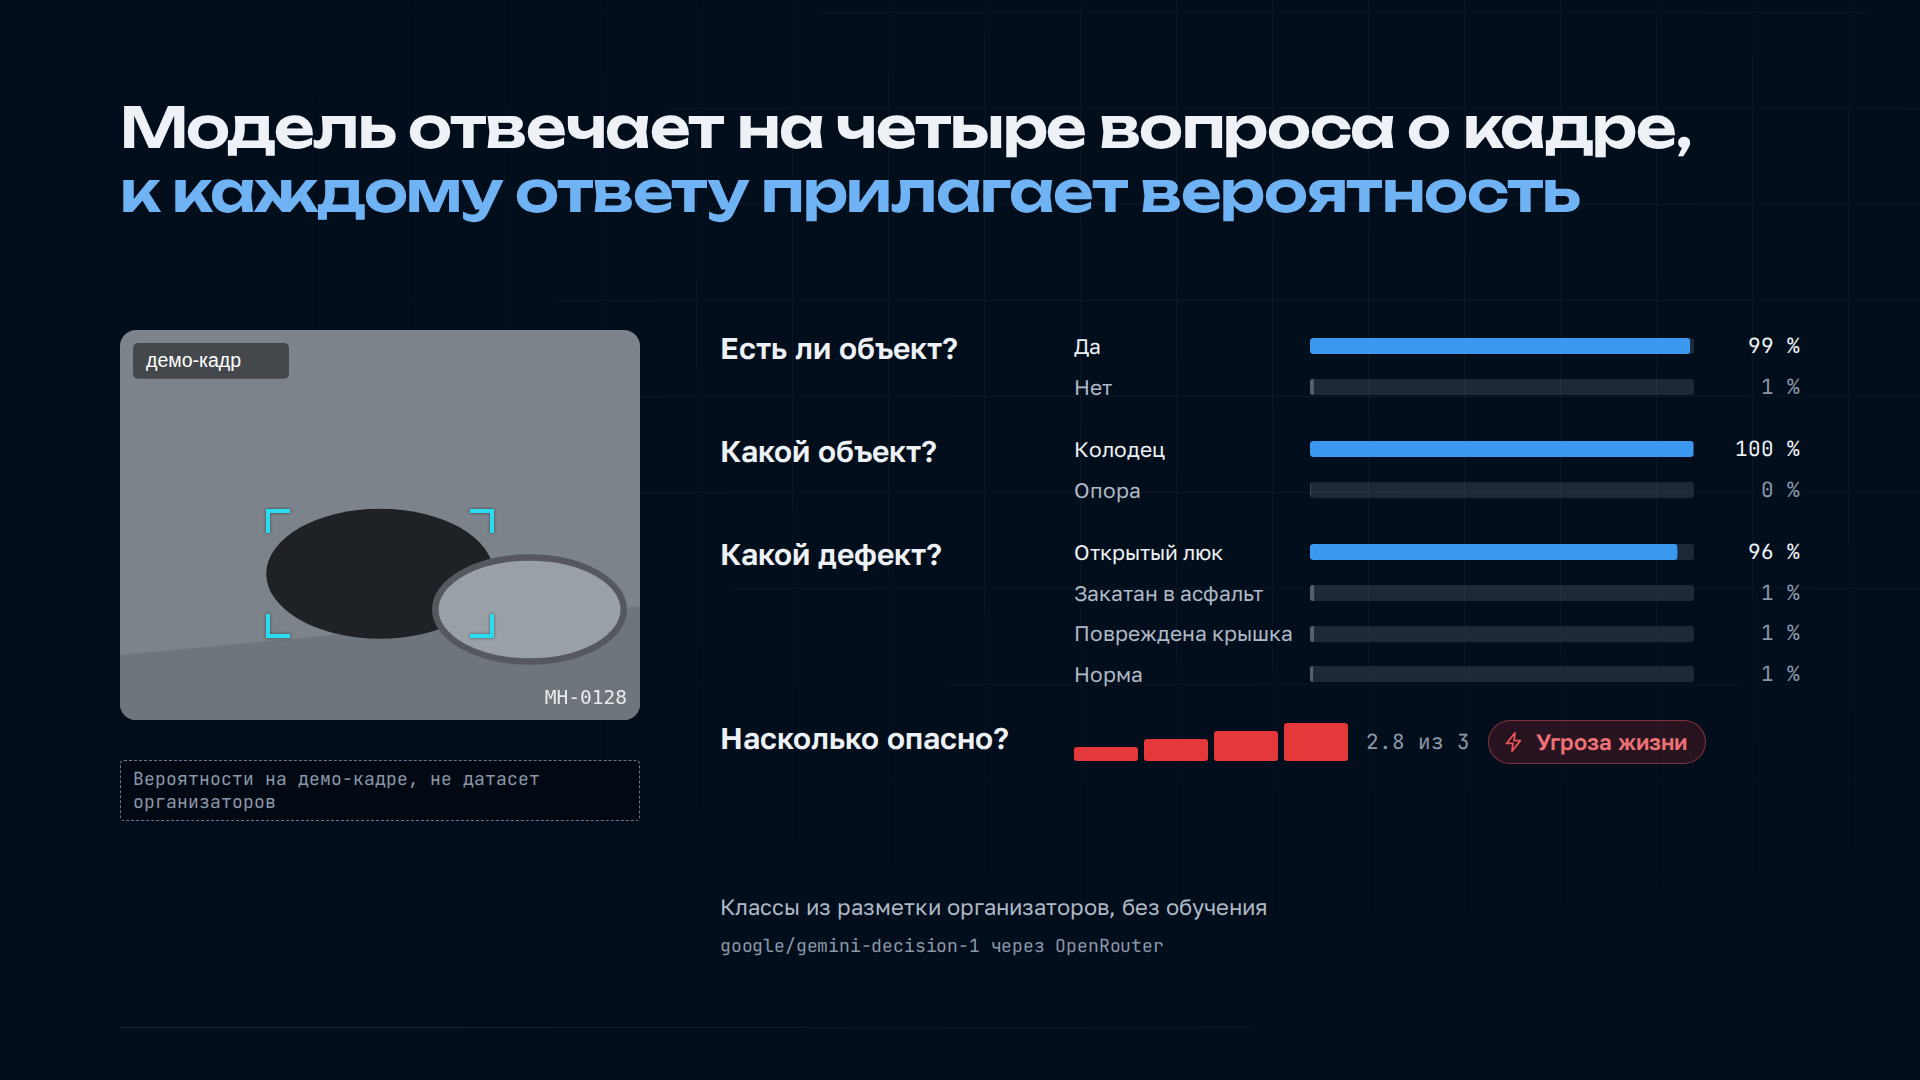 Модель отвечает на четыре вопроса о кадре,
к каждому ответу прилагает вероятность
демо-кадр
MH-0128
Вероятности на демо-кадре, не датасет
организаторов
Есть ли объект?
Да 99 %
Нет 1 %
Какой объект?
Колодец 100 %
Опора 0 %
Какой дефект?
Открытый люк 96 %
Закатан в асфальт 1 %
Повреждена крышка 1 %
Норма 1 %
Насколько опасно? 2.8 из 3 Угроза жизни
Классы из разметки организаторов, без обучения
google/gemini-decision-1 через OpenRouter